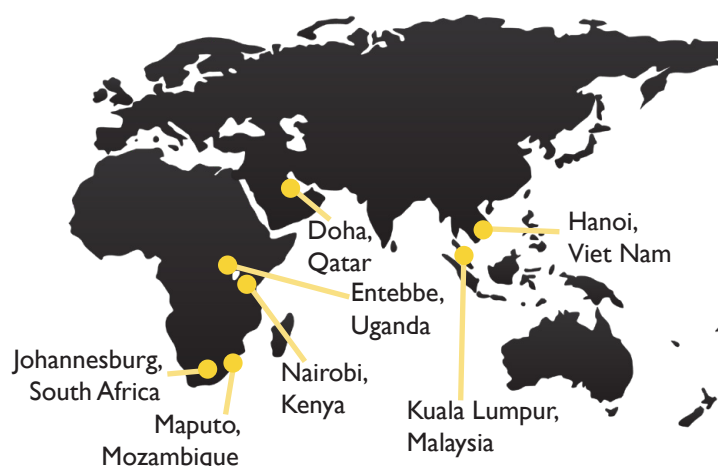 Doha,
Qatar
Hanoi,
Viet Nam
Entebbe,
Uganda
Johannesburg,
South Africa
Nairobi,
Kenya
Maputo,
Mozambique
Kuala Lumpur,
Malaysia